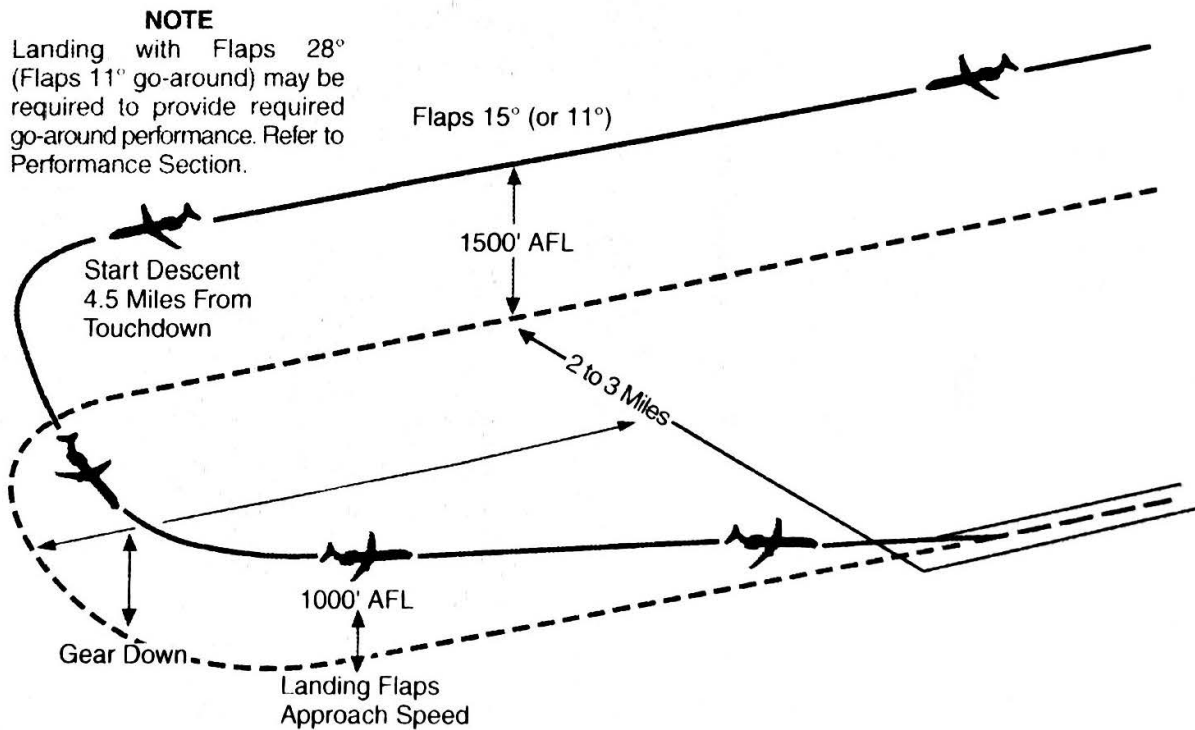 NOTE
Landing with Flaps 28°
(Flaps 11° go-around) may be
required to provide required
go-around performance. Refer to
Performance Section.
Flaps 15° (or 11°)
1500' AFL
Start Descent
4.5 Miles From
Touchdown
2 to 3 Miles
1000' AFL
Gear Down
Landing Flaps
Approach Speed